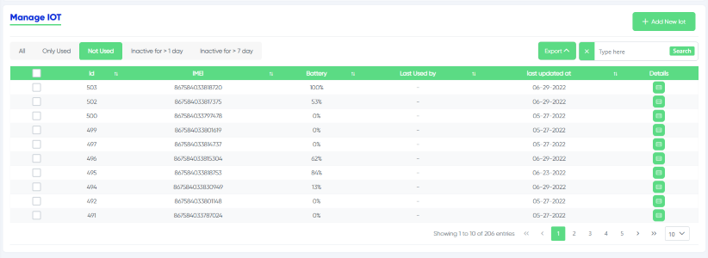 Manage IOT
+ Add New Iot
All Only Used Not Used Inactive for > 1 day Inactive for > 7 day Export × Type here Search
Id IMEI Battery Last Used by last updated at Details
503 867584033818720 100% - 06-29-2022
502 867584033817375 53% - 06-29-2022
500 867584033797478 0% - 05-27-2022
499 867584033801619 0% - 05-27-2022
497 867584033814737 0% - 05-27-2022
496 867584033815304 62% - 06-29-2022
495 867584033818753 84% - 06-23-2022
494 867584033830949 13% - 06-29-2022
492 867584033801148 0% - 05-27-2022
491 867584033787024 0% - 05-27-2022
Showing 1 to 10 of 206 entries << < 1 2 3 4 5 > >> 10